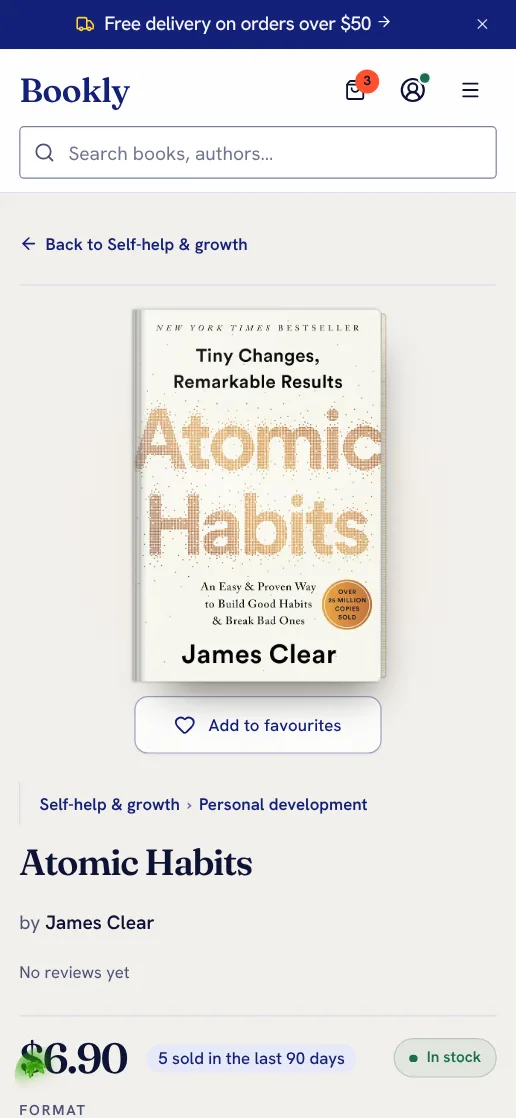 Free delivery on orders over $50 →
Bookly
3
Search books, authors...
← Back to Self-help & growth
NEW YORK TIMES BESTSELLER
Tiny Changes,
Remarkable Results
Atomic
Habits
An Easy & Proven Way
to Build Good Habits
& Break Bad Ones
OVER
25 MILLION
COPIES
SOLD
James Clear
Add to favourites
Self-help & growth › Personal development
Atomic Habits
by James Clear
No reviews yet
$6.90
5 sold in the last 90 days
In stock
FORMAT